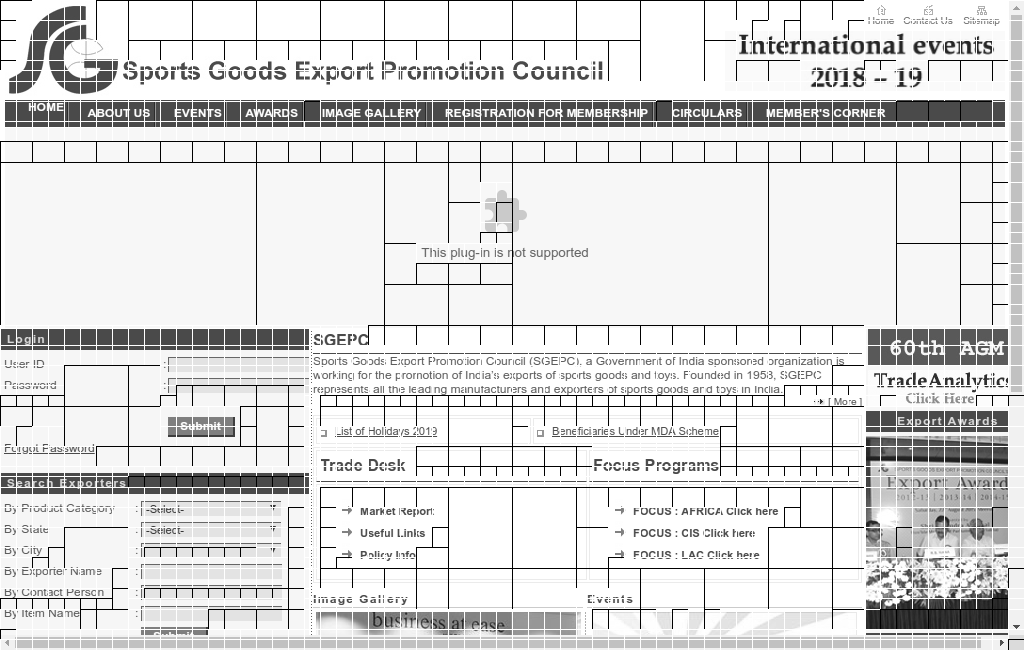 Home Contact Us Sitemap
International events
2018 -- 19
Sports Goods Export Promotion Council
HOME ABOUT US EVENTS AWARDS IMAGE GALLERY REGISTRATION FOR MEMBERSHIP CIRCULARS MEMBER'S CORNER
This plug-in is not supported
Login
User ID :
Password :
Submit
Forgot Password
Search Exporters
By Product Category : -Select-
By State : -Select-
By City :
By Exporter Name :
By Contact Person :
By Item Name :
Submit
SGEPC
Sports Goods Export Promotion Council (SGEPC), a Government of India sponsored organization is
working for the promotion of India's exports of sports goods and toys. Founded in 1958, SGEPC
represents all the leading manufacturers and exporters of sports goods and toys in India.
[ More ]
List of Holidays 2019
Beneficiaries Under MDA Scheme
Trade Desk
Market Report
Useful Links
Policy Info
Focus Programs
FOCUS : AFRICA Click here
FOCUS : CIS Click here
FOCUS : LAC Click here
Image Gallery
business at ease
Events
60th AGM
TradeAnalytics
Click Here
Export Awards
SPORTS GOODS EXPORT PROMOTION COUNCIL
Export Award